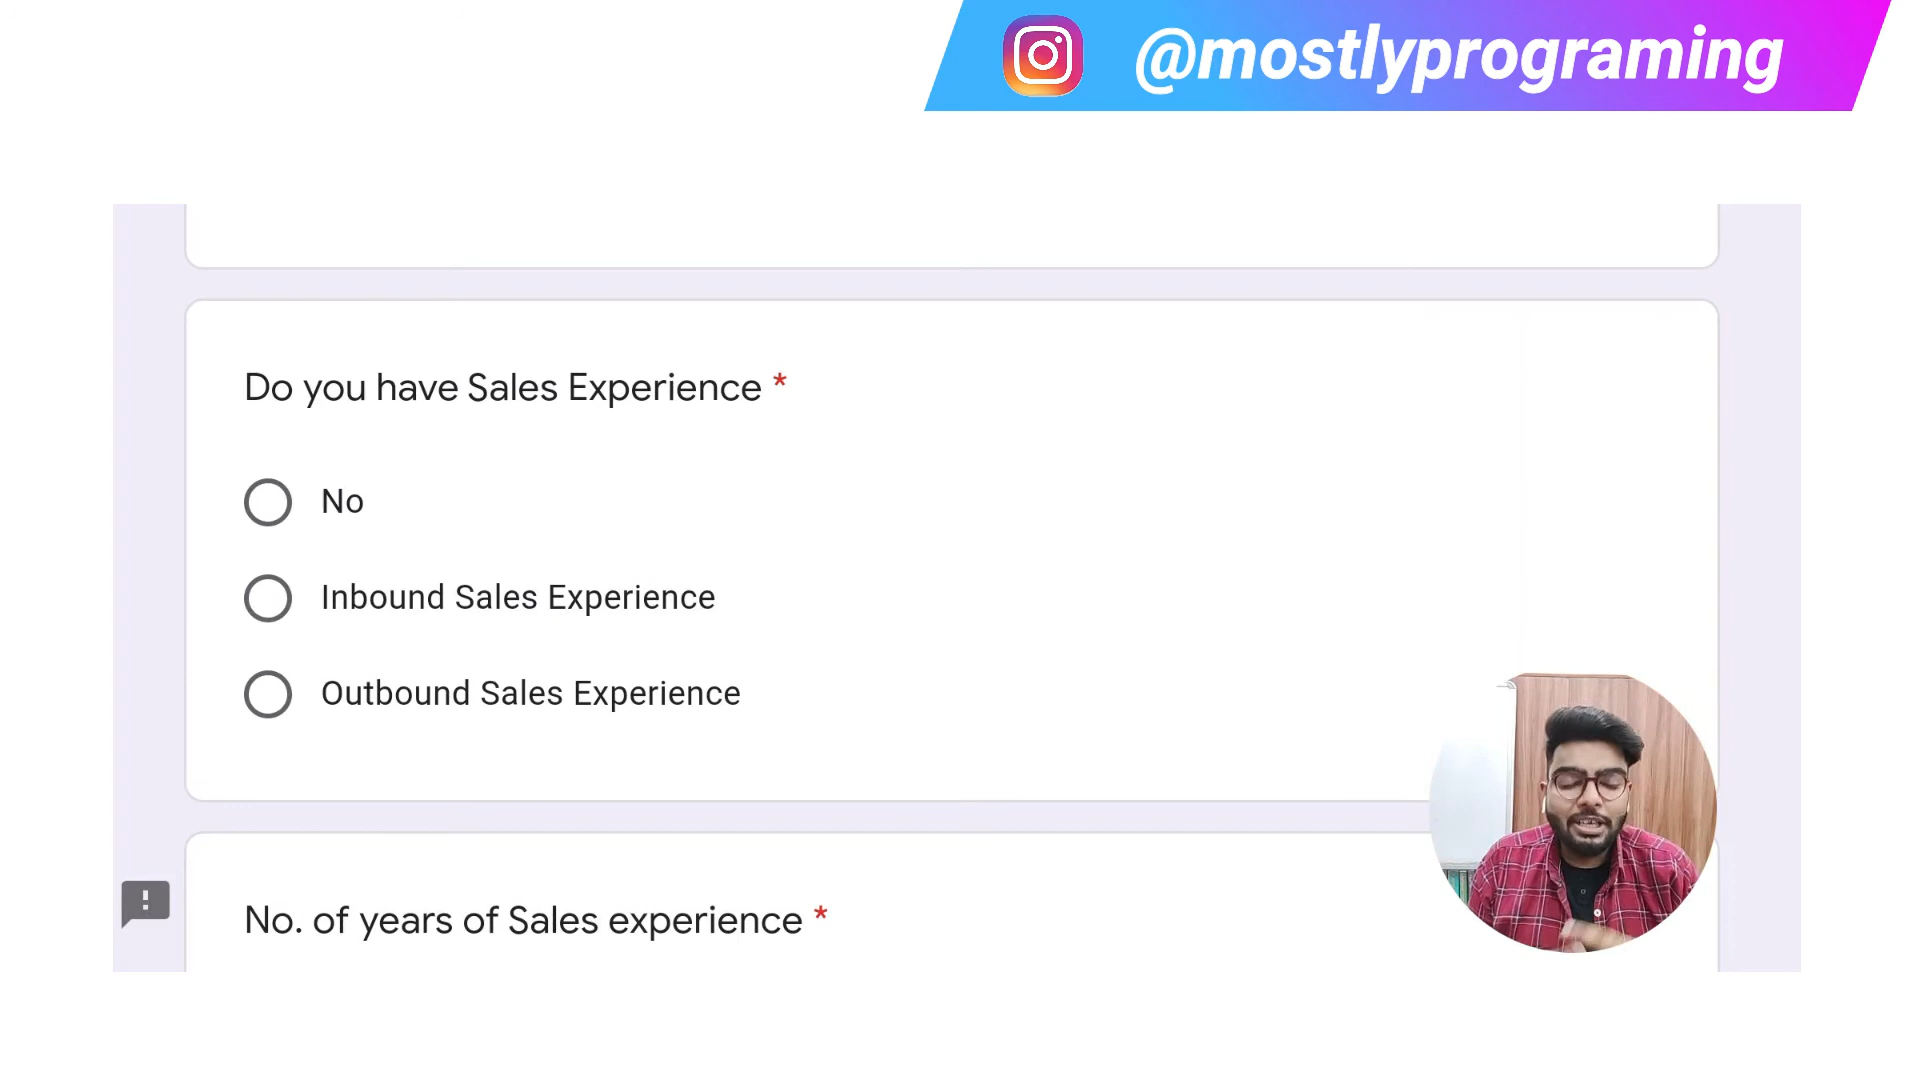 @mostlyprograming
Do you have Sales Experience *
No
Inbound Sales Experience
Outbound Sales Experience
No. of years of Sales experience *